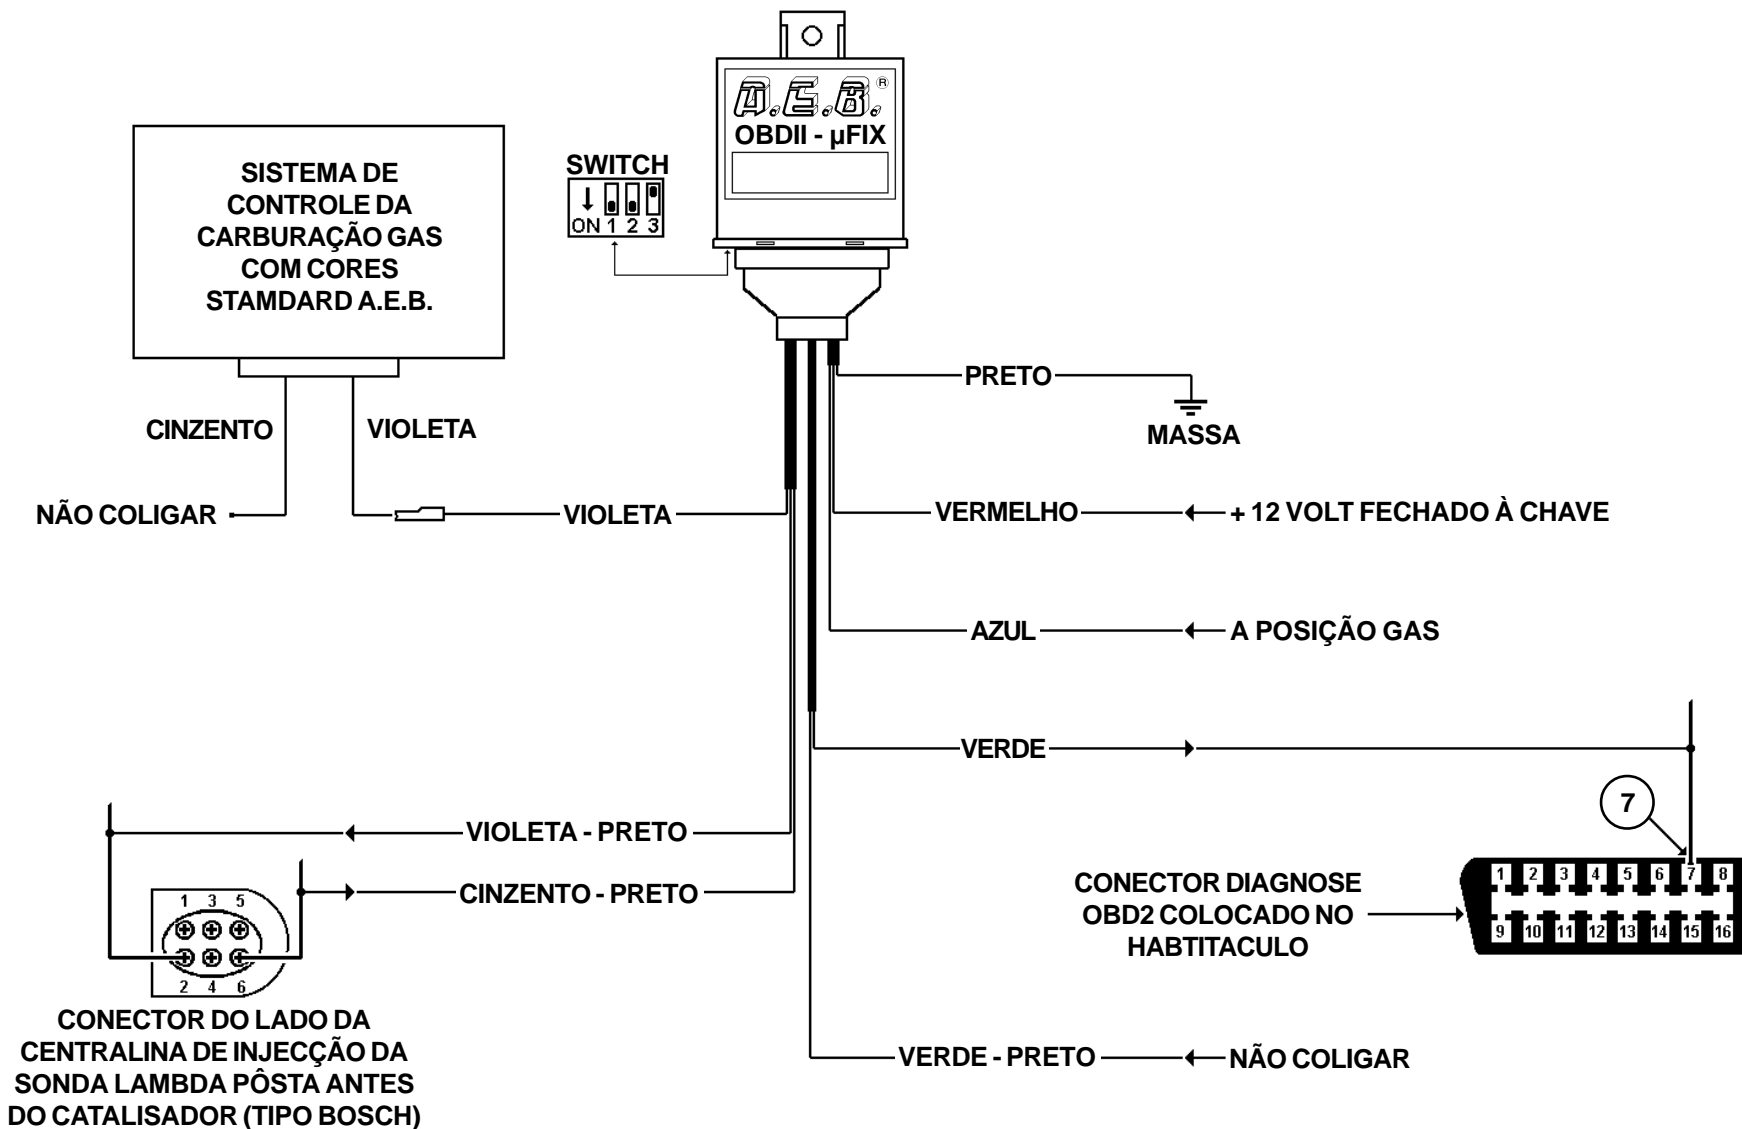 A.E.B.®
OBDII - µFIX
SWITCH
ON 1 2 3
SISTEMA DE
CONTROLE DA
CARBURAÇÃO GAS
COM CORES
STAMDARD A.E.B.
CINZENTO
VIOLETA
NÃO COLIGAR
VIOLETA
PRETO
MASSA
VERMELHO
+ 12 VOLT FECHADO À CHAVE
AZUL
A POSIÇÃO GAS
VERDE
7
VIOLETA - PRETO
CINZENTO - PRETO
1 3 5
2 4 6
CONECTOR DO LADO DA
CENTRALINA DE INJECÇÃO DA
SONDA LAMBDA PÔSTA ANTES
DO CATALISADOR (TIPO BOSCH)
CONECTOR DIAGNOSE
OBD2 COLOCADO NO
HABTITACULO
1 2 3 4 5 6 7 8
9 10 11 12 13 14 15 16
VERDE - PRETO
NÃO COLIGAR